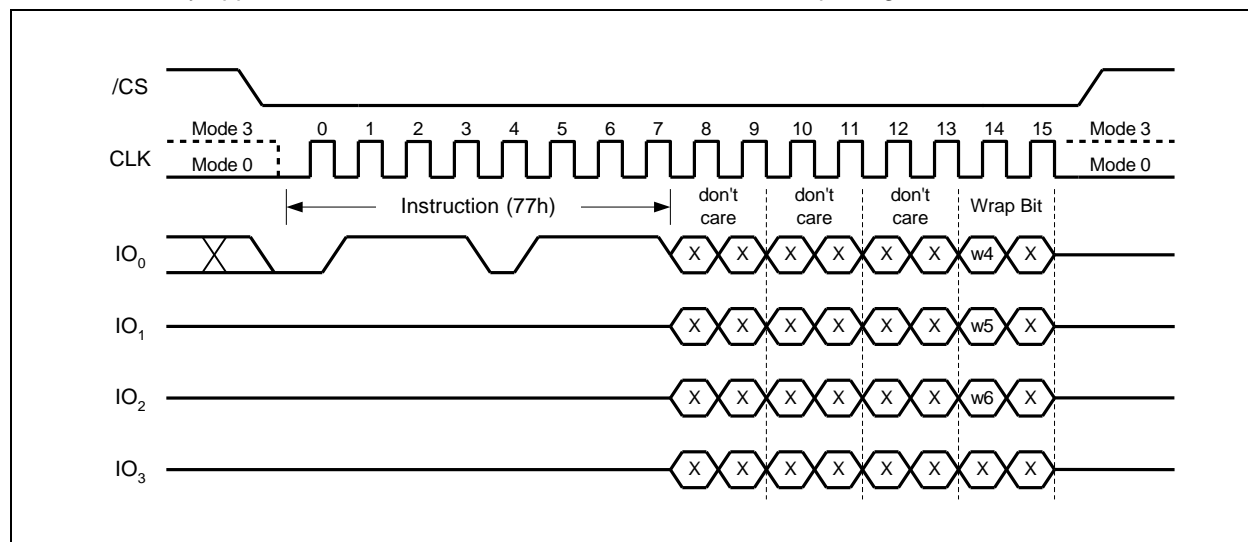 /CS
Mode 3 0 1 2 3 4 5 6 7 8 9 10 11 12 13 14 15 Mode 3
CLK
Mode 0 Mode 0
Instruction (77h) don't care don't care don't care Wrap Bit
IO0 X X X X X X w4 X
IO1 X X X X X X w5 X
IO2 X X X X X X w6 X
IO3 X X X X X X X X